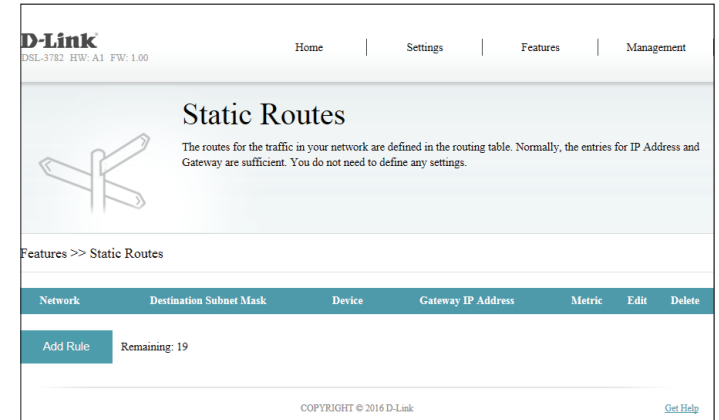 D-Link
DSL-3782 HW: A1 FW: 1.00
Home Settings Features Management
Static Routes
The routes for the traffic in your network are defined in the routing table. Normally, the entries for IP Address and
Gateway are sufficient. You do not need to define any settings.
Features >> Static Routes
Network Destination Subnet Mask Device Gateway IP Address Metric Edit Delete
Add Rule Remaining: 19
COPYRIGHT © 2016 D-Link Get Help